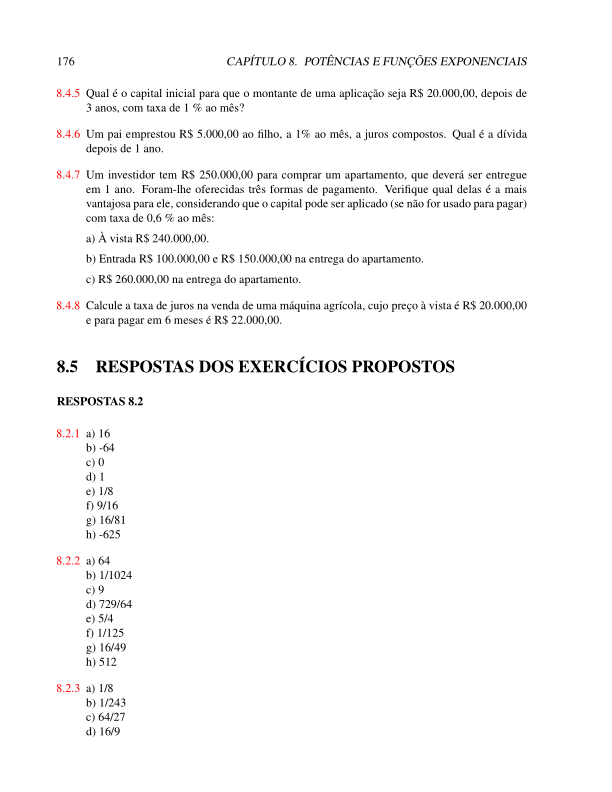 176 CAPÍTULO 8. POTÊNCIAS E FUNÇÕES EXPONENCIAIS
8.4.5 Qual é o capital inicial para que o montante de uma aplicação seja R$ 20.000,00, depois de
3 anos, com taxa de 1 % ao mês?
8.4.6 Um pai emprestou R$ 5.000,00 ao filho, a 1% ao mês, a juros compostos. Qual é a dívida
depois de 1 ano.
8.4.7 Um investidor tem R$ 250.000,00 para comprar um apartamento, que deverá ser entregue
em 1 ano. Foram-lhe oferecidas três formas de pagamento. Verifique qual delas é a mais
vantajosa para ele, considerando que o capital pode ser aplicado (se não for usado para pagar)
com taxa de 0,6 % ao mês:
a) À vista R$ 240.000,00.
b) Entrada R$ 100.000,00 e R$ 150.000,00 na entrega do apartamento.
c) R$ 260.000,00 na entrega do apartamento.
8.4.8 Calcule a taxa de juros na venda de uma máquina agrícola, cujo preço à vista é R$ 20.000,00
e para pagar em 6 meses é R$ 22.000,00.
8.5 RESPOSTAS DOS EXERCÍCIOS PROPOSTOS
RESPOSTAS 8.2
8.2.1 a) 16
b) -64
c) 0
d) 1
e) 1/8
f) 9/16
g) 16/81
h) -625
8.2.2 a) 64
b) 1/1024
c) 9
d) 729/64
e) 5/4
f) 1/125
g) 16/49
h) 512
8.2.3 a) 1/8
b) 1/243
c) 64/27
d) 16/9